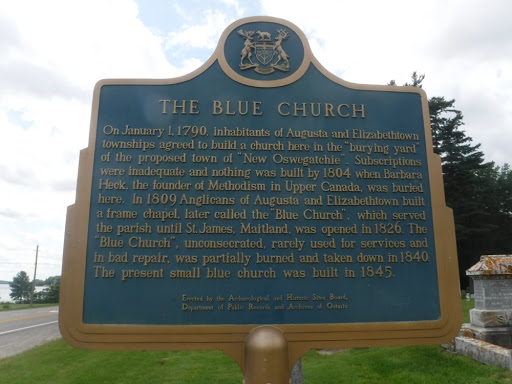 THE BLUE CHURCH
On January 1, 1790, inhabitants of Augusta and Elizabethtown
townships agreed to build a church here in the "burying yard"
of the proposed town of "New Oswegatchie". Subscriptions
were inadequate and nothing was built by 1804 when Barbara
Heck, the founder of Methodism in Upper Canada, was buried
here. In 1809 Anglicans of Augusta and Elizabethtown built
a frame chapel, later called the "Blue Church", which served
the parish until St. James, Maitland, was opened in 1826. The
"Blue Church", unconsecrated, rarely used for services and
in bad repair, was partially burned and taken down in 1840.
The present small blue church was built in 1845.
Erected by the Archaeological and Historic Sites Board,
Department of Public Records and Archives of Ontario